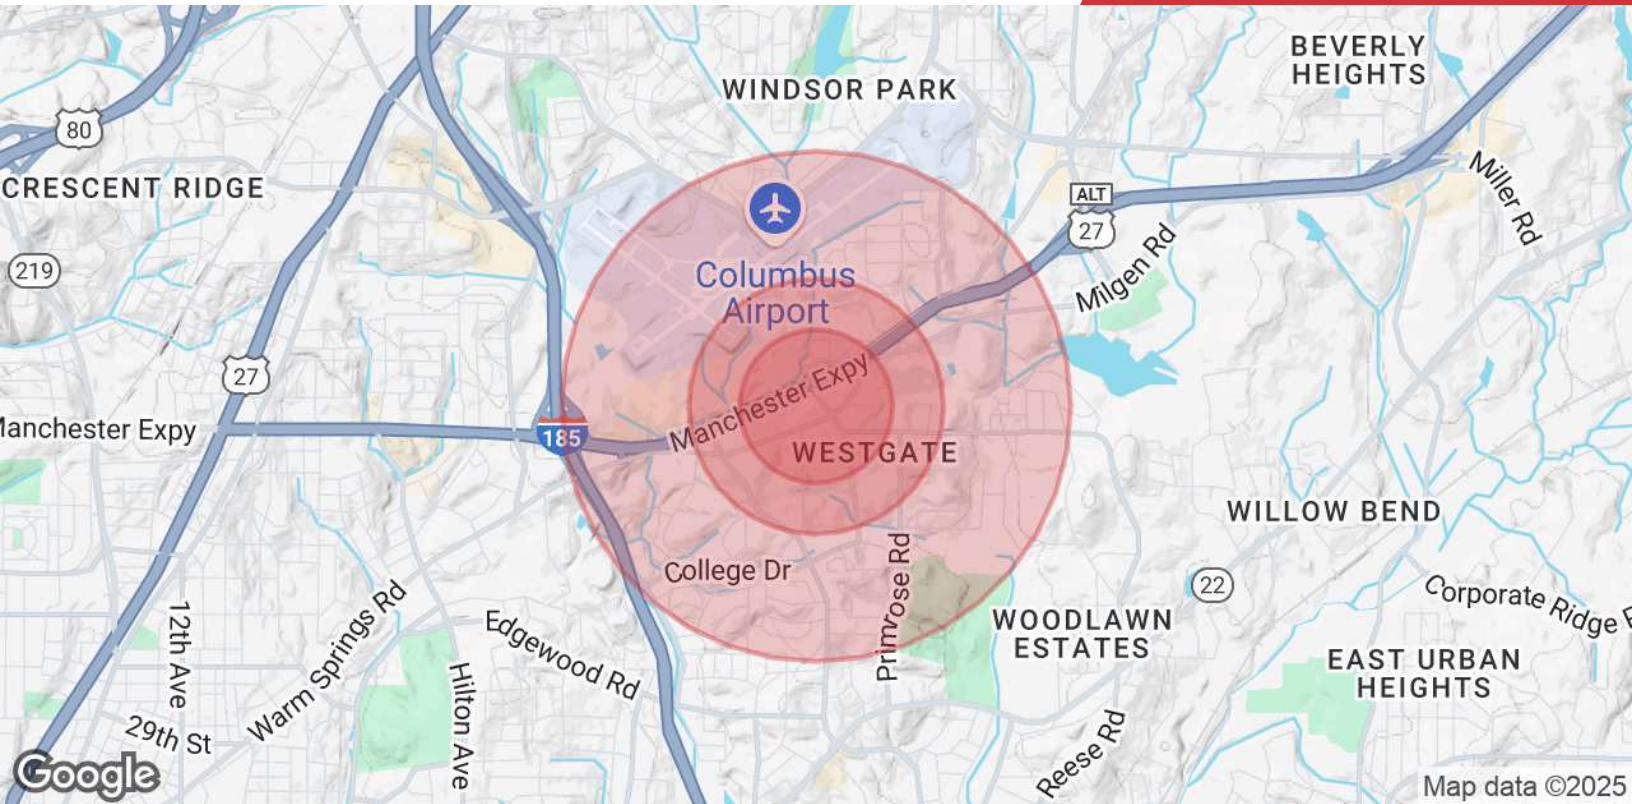 BEVERLY
HEIGHTS
WINDSOR PARK
80
CRESCENT RIDGE
Miller Rd
ALT
27
219
Milgen Rd
Columbus
Airport
27
Manchester Expy
Manchester Expy
185
WESTGATE
WILLOW BEND
College Dr
Primrose Rd
22
Corporate Ridge
12th Ave
Warm Springs Rd
Edgewood Rd
WOODLAWN
ESTATES
EAST URBAN
HEIGHTS
Hilton Ave
29th St
Reese Rd
Google
Map data ©2025